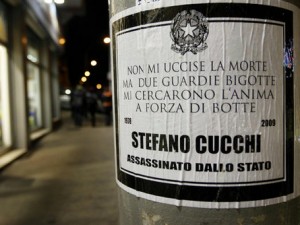 NON MI UCCISE LA MORTE
MA DUE GUARDIE BIGOTTE
MI CERCARONO L'ANIMA
A FORZA DI BOTTE
1978 2009
STEFANO CUCCHI
ASSASSINATO DALLO STATO